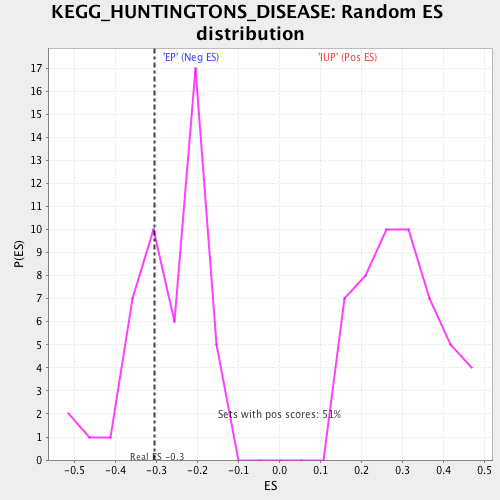 KEGG_HUNTINGTONS_DISEASE: Random ES
distribution
'EP' (Neg ES) 'IUP' (Pos ES)
P(ES)
17
16
15
14
13
12
11
10
9
8
7
6
5
4
3
2
1
0
Sets with pos scores: 51%
Real ES -0.3
-0.5 -0.4 -0.3 -0.2 -0.1 0.0 0.1 0.2 0.3 0.4 0.5
ES